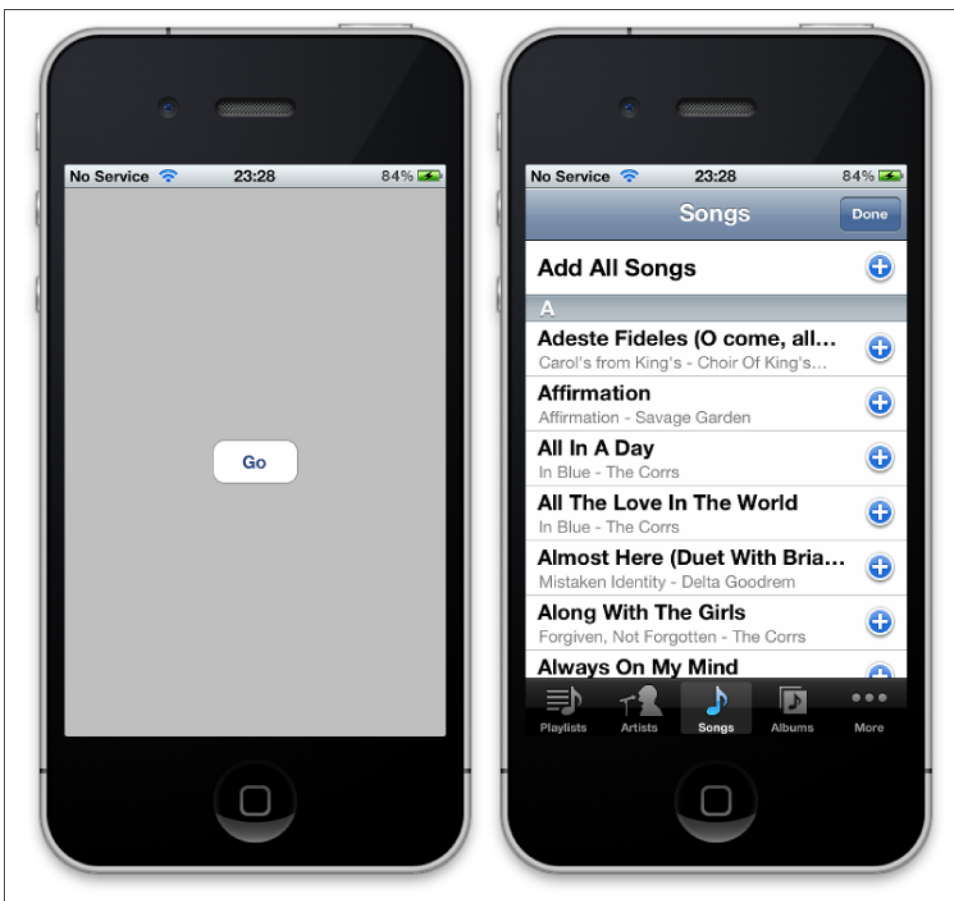 No Service 23:28 84%
Go
No Service 23:28 84%
Songs Done
Add All Songs
A
Adeste Fideles (O come, all...
Carol's from King's - Choir Of King's...
Affirmation
Affirmation - Savage Garden
All In A Day
In Blue - The Corrs
All The Love In The World
In Blue - The Corrs
Almost Here (Duet With Bria...
Mistaken Identity - Delta Goodrem
Along With The Girls
Forgiven, Not Forgotten - The Corrs
Always On My Mind
Playlists Artists Songs Albums More